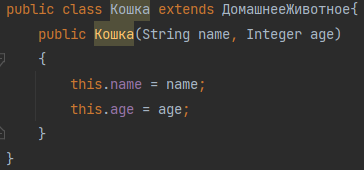 public class Кошка extends ДомашнееЖивотное{
public Кошка(String name, Integer age)
{
this.name = name;
this.age = age;
}
}